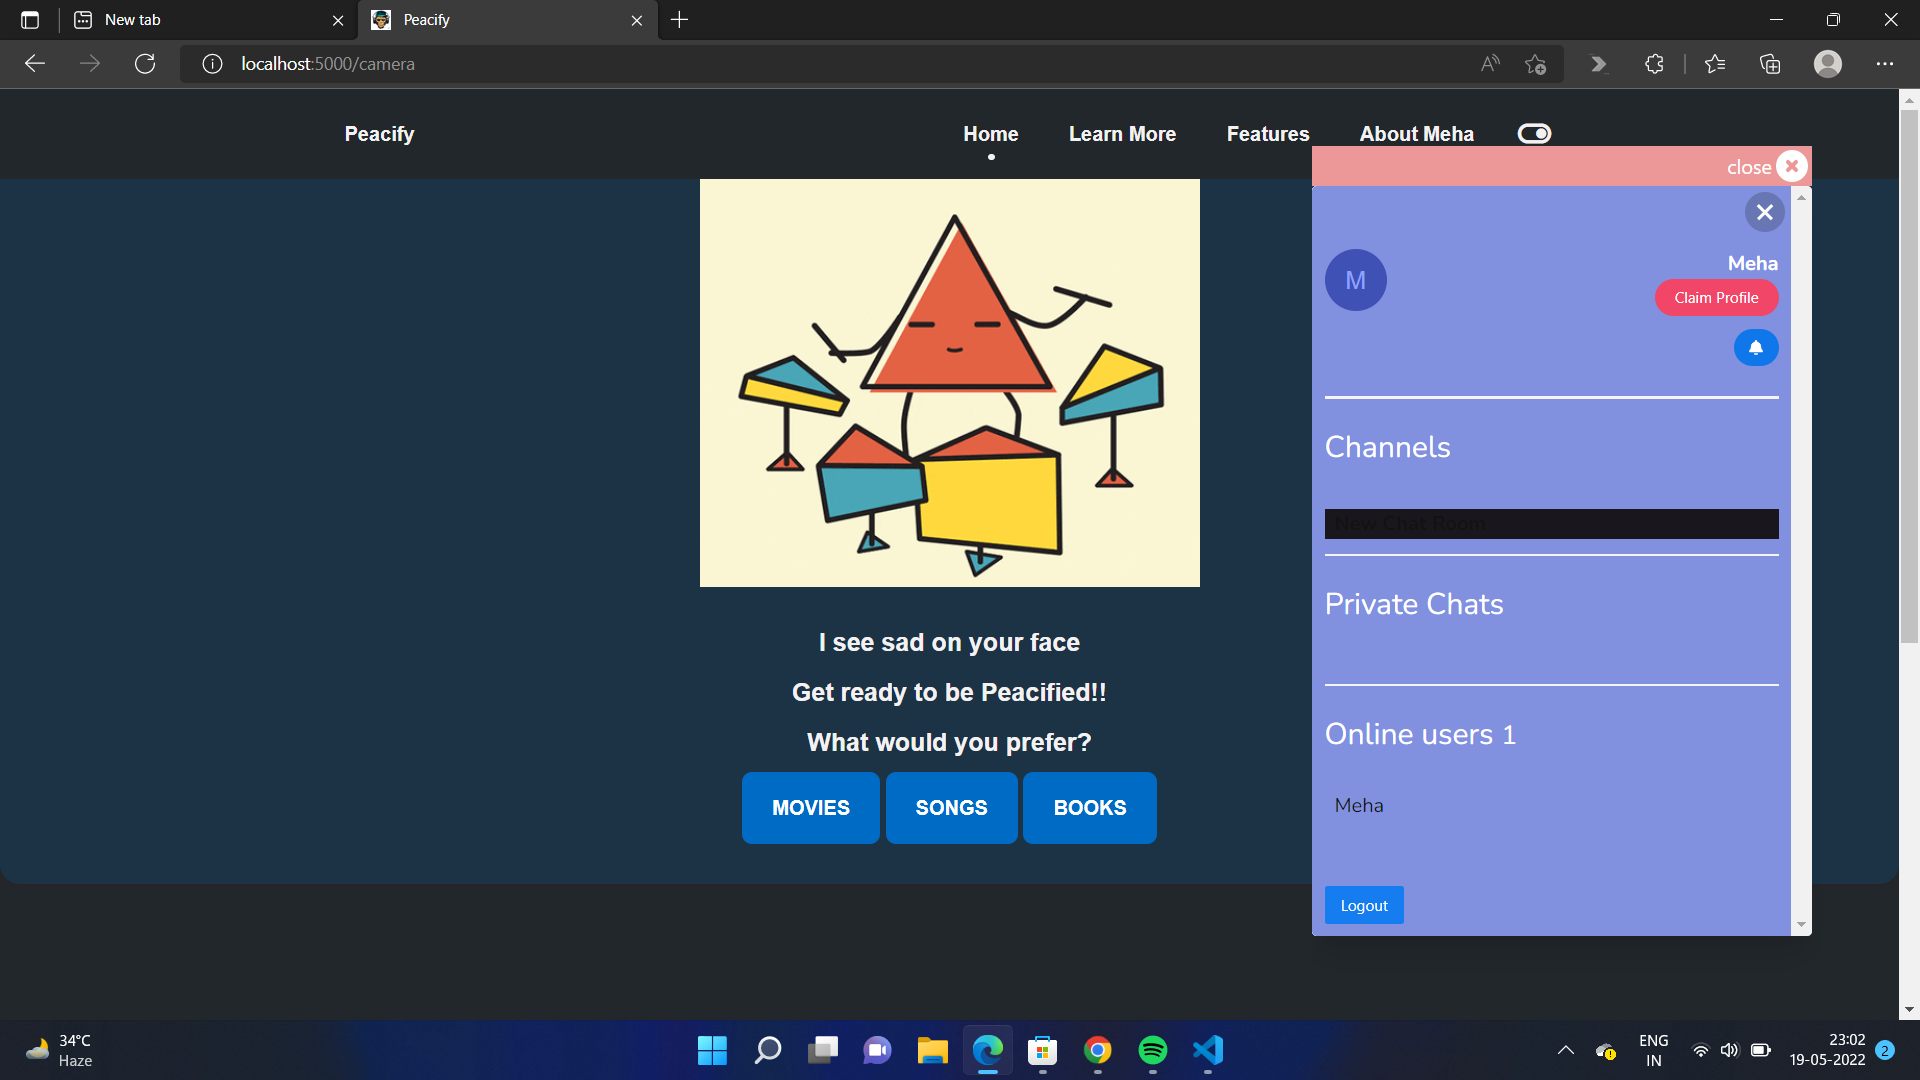 New tab
Peacify
localhost:5000/camera
Peacify
Home
Learn More
Features
About Meha
close
M
Meha
Claim Profile
Channels
New Chat Room
Private Chats
Online users 1
Meha
Logout
I see sad on your face
Get ready to be Peacified!!
What would you prefer?
MOVIES
SONGS
BOOKS
34°C
Haze
ENG
IN
23:02
19-05-2022
2